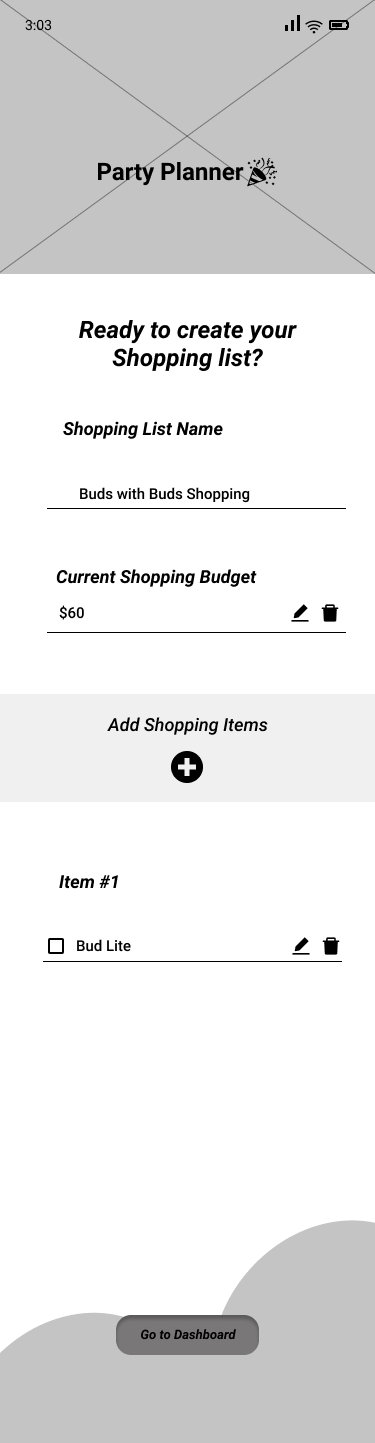 3:03
Party Planner
Ready to create your
Shopping list?
Shopping List Name
Buds with Buds Shopping
Current Shopping Budget
$60
Add Shopping Items
Item #1
Bud Lite
Go to Dashboard